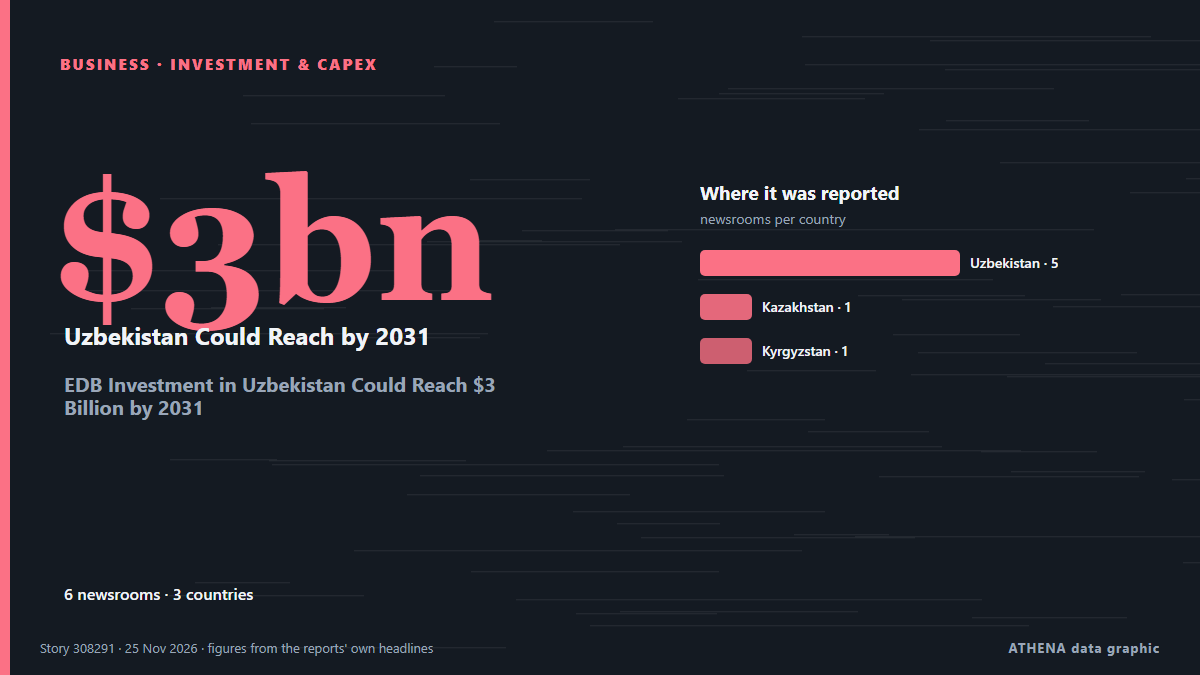 BUSINESS · INVESTMENT & CAPEX
$3bn
Uzbekistan Could Reach by 2031
EDB Investment in Uzbekistan Could Reach $3
Billion by 2031
Where it was reported
newsrooms per country
Uzbekistan · 5
Kazakhstan · 1
Kyrgyzstan · 1
6 newsrooms · 3 countries
Story 308291 · 25 Nov 2026 · figures from the reports' own headlines
ATHENA data graphic